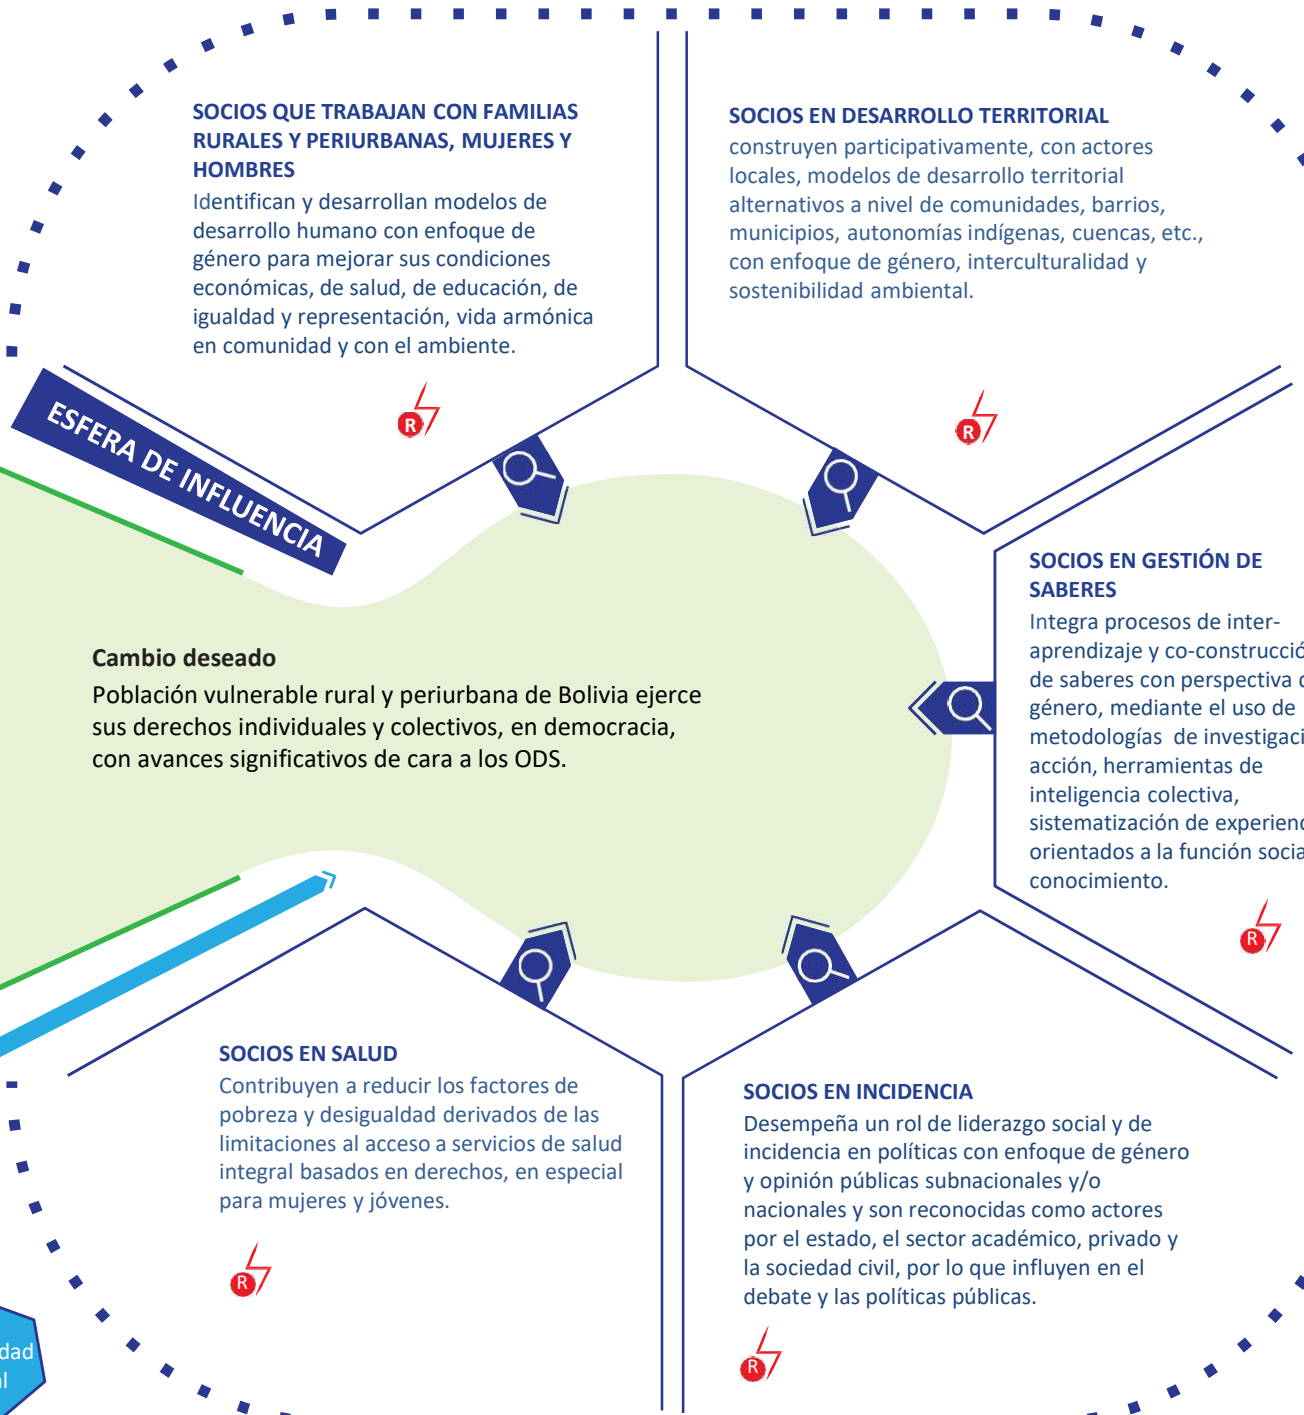 SOCIOS QUE TRABAJAN CON FAMILIAS
RURALES Y PERIURBANAS, MUJERES Y
HOMBRES
Identifican y desarrollan modelos de
desarrollo humano con enfoque de
género para mejorar sus condiciones
económicas, de salud, de educación, de
igualdad y representación, vida armónica
en comunidad y con el ambiente.
R
SOCIOS EN DESARROLLO TERRITORIAL
construyen participativamente, con actores
locales, modelos de desarrollo territorial
alternativos a nivel de comunidades, barrios,
municipios, autonomías indígenas, cuencas, etc.,
con enfoque de género, interculturalidad y
sostenibilidad ambiental.
R
ESFERA DE INFLUENCIA
Cambio deseado
Población vulnerable rural y periurbana de Bolivia ejerce
sus derechos individuales y colectivos, en democracia,
con avances significativos de cara a los ODS.
SOCIOS EN GESTIÓN DE
SABERES
Integra procesos de inter-
aprendizaje y co-construcció
de saberes con perspectiva
género, mediante el uso de
metodologías de investigaci
acción, herramientas de
inteligencia colectiva,
sistematización de experienc
orientados a la función socia
conocimiento.
R
SOCIOS EN SALUD
Contribuyen a reducir los factores de
pobreza y desigualdad derivados de las
limitaciones al acceso a servicios de salud
integral basados en derechos, en especial
para mujeres y jóvenes.
R
SOCIOS EN INCIDENCIA
Desempeña un rol de liderazgo social y de
incidencia en políticas con enfoque de género
y opinión públicas subnacionales y/o
nacionales y son reconocidas como actores
por el estado, el sector académico, privado y
la sociedad civil, por lo que influyen en el
debate y las políticas públicas.
R
dad
al